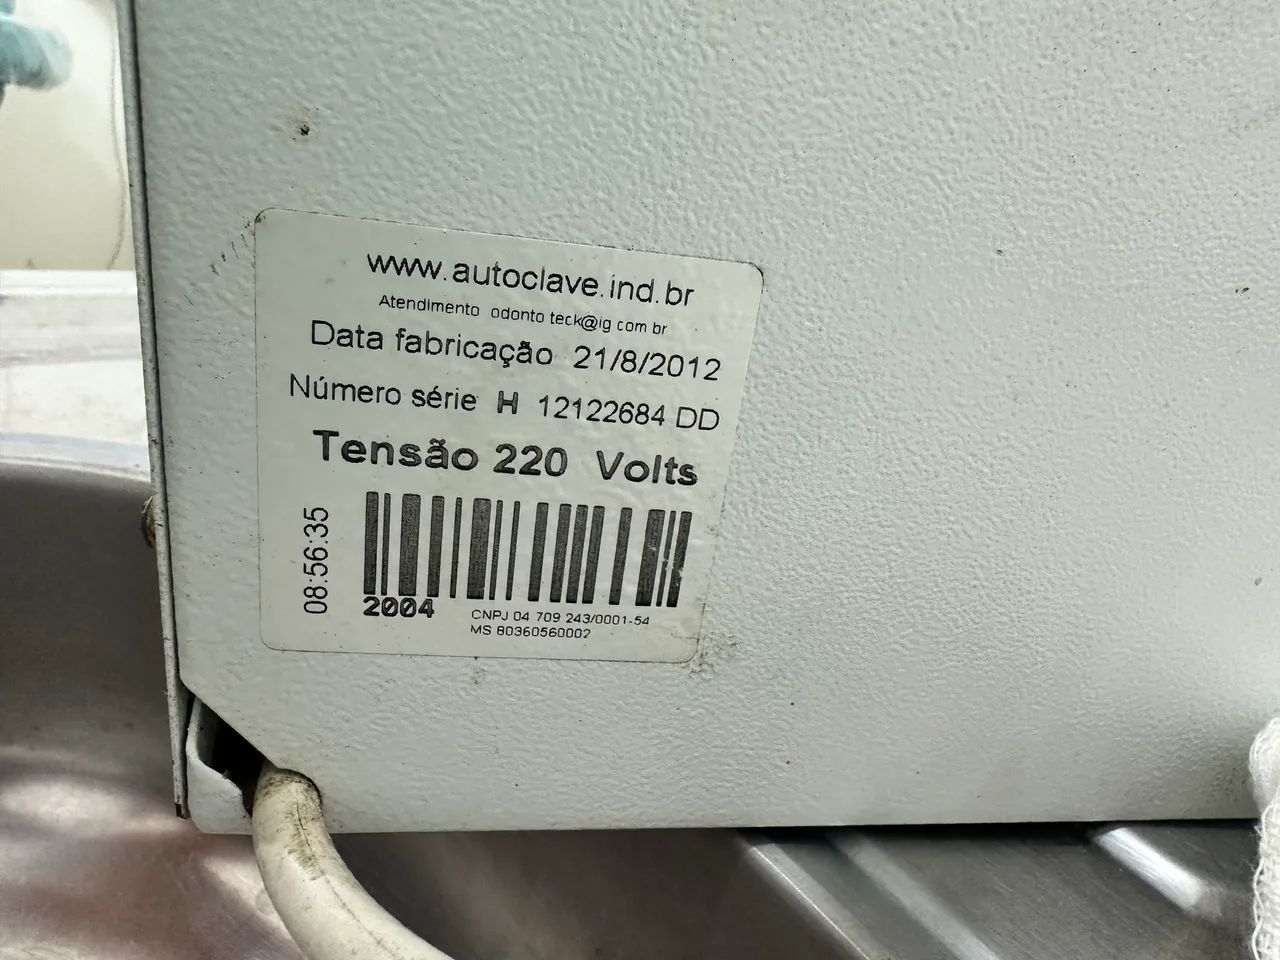 www.autoclave.ind.br
Atendimento odonto teck@ig com br
Data fabricação 21/8/2012
Número série H 12122684 DD
Tensão 220 Volts
08:56:35
2004
CNPJ 04 709 243/0001-54
MS 80360560002